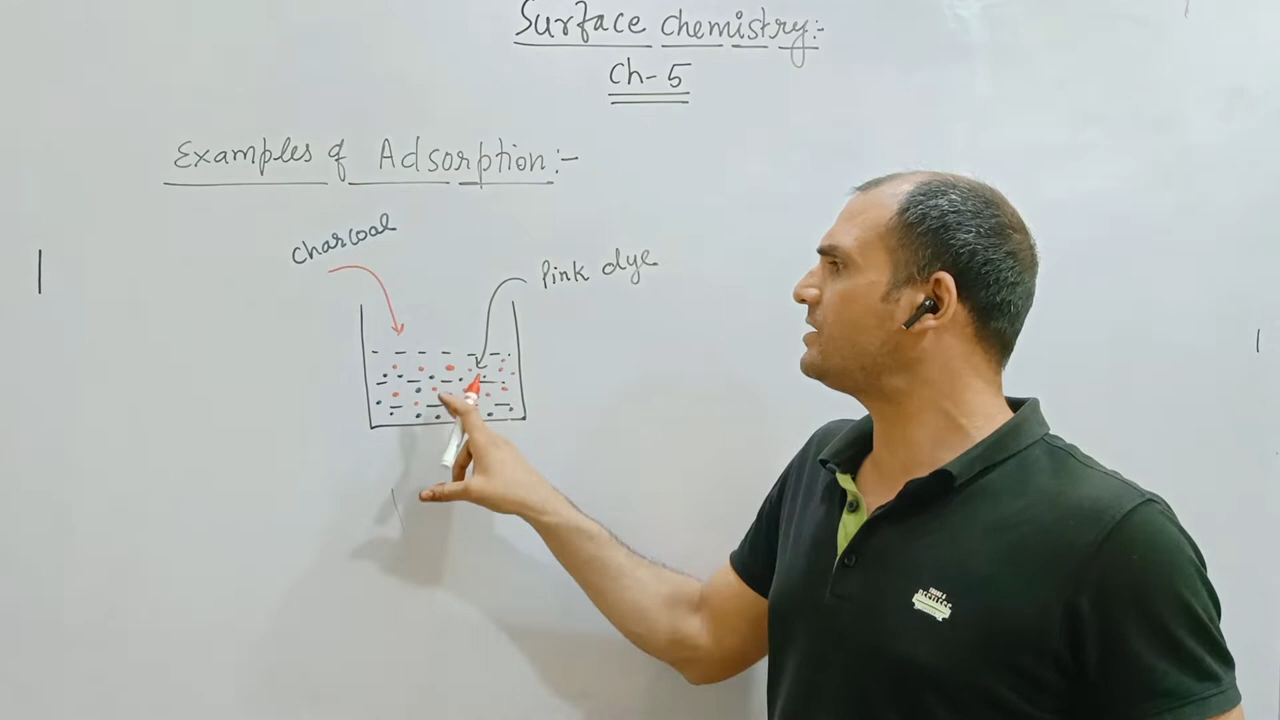 Surface chemistry:-
Ch-5
Examples of Adsorption:-
Charcoal
Pink dye